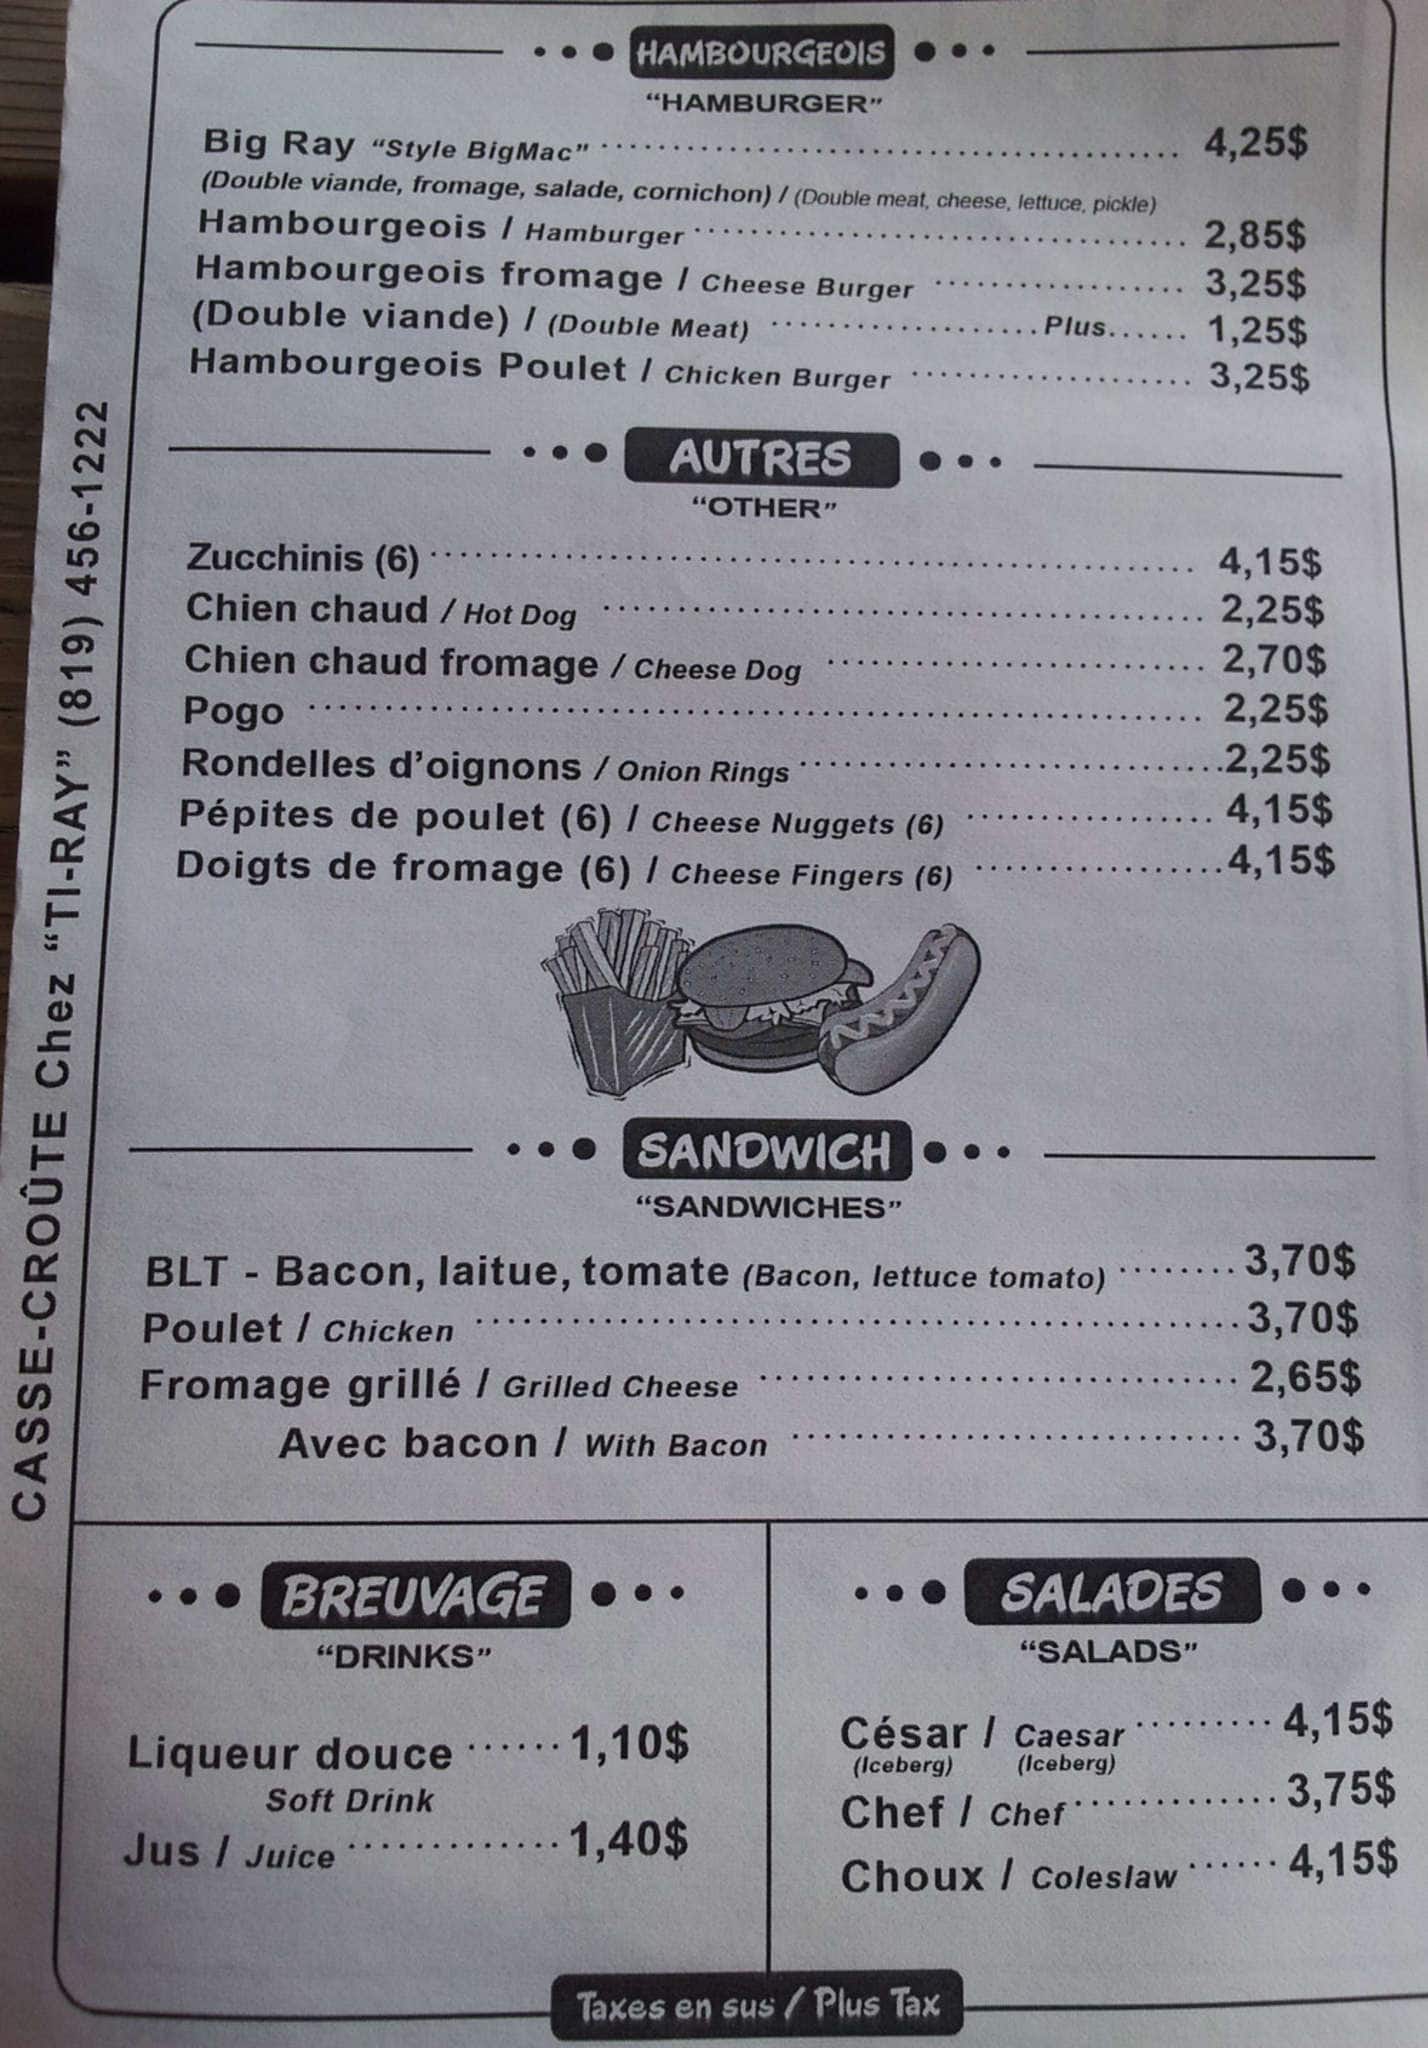 HAMBOURGEOIS
“HAMBURGER”
Big Ray “Style BigMac” 4,25$
(Double viande, fromage, salade, cornichon) / (Double meat, cheese, lettuce, pickle)
Hambourgeois / Hamburger 2,85$
Hambourgeois fromage / Cheese Burger 3,25$
(Double viande) / (Double Meat) Plus 1,25$
Hambourgeois Poulet / Chicken Burger 3,25$
AUTRES
“OTHER”
Zucchinis (6) 4,15$
Chien chaud / Hot Dog 2,25$
Chien chaud fromage / Cheese Dog 2,70$
Pogo 2,25$
Rondelles d’oignons / Onion Rings 2,25$
Pépites de poulet (6) / Cheese Nuggets (6) 4,15$
Doigts de fromage (6) / Cheese Fingers (6) 4,15$
SANDWICH
“SANDWICHES”
BLT - Bacon, laitue, tomate (Bacon, lettuce tomato) 3,70$
Poulet / Chicken 3,70$
Fromage grillé / Grilled Cheese 2,65$
Avec bacon / With Bacon 3,70$
BREUVAGE
“DRINKS”
Liqueur douce 1,10$
Soft Drink
Jus / Juice 1,40$
SALADES
“SALADS”
César / Caesar 4,15$
(Iceberg) (Iceberg)
Chef / Chef 3,75$
Choux / Coleslaw 4,15$
Taxes en sus / Plus Tax
CASSE-CROÛTE Chez “TI-RAY” (819) 456-1222